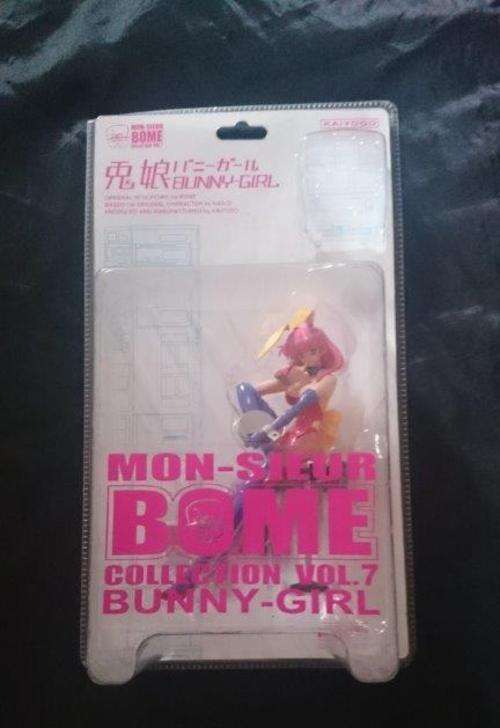 MON-SIEUR
BOME
KAIYODO
兎娘 バニーガール
BUNNY-GIRL
MON-SIEUR
BOME
COLLECTION VOL.7
BUNNY-GIRL